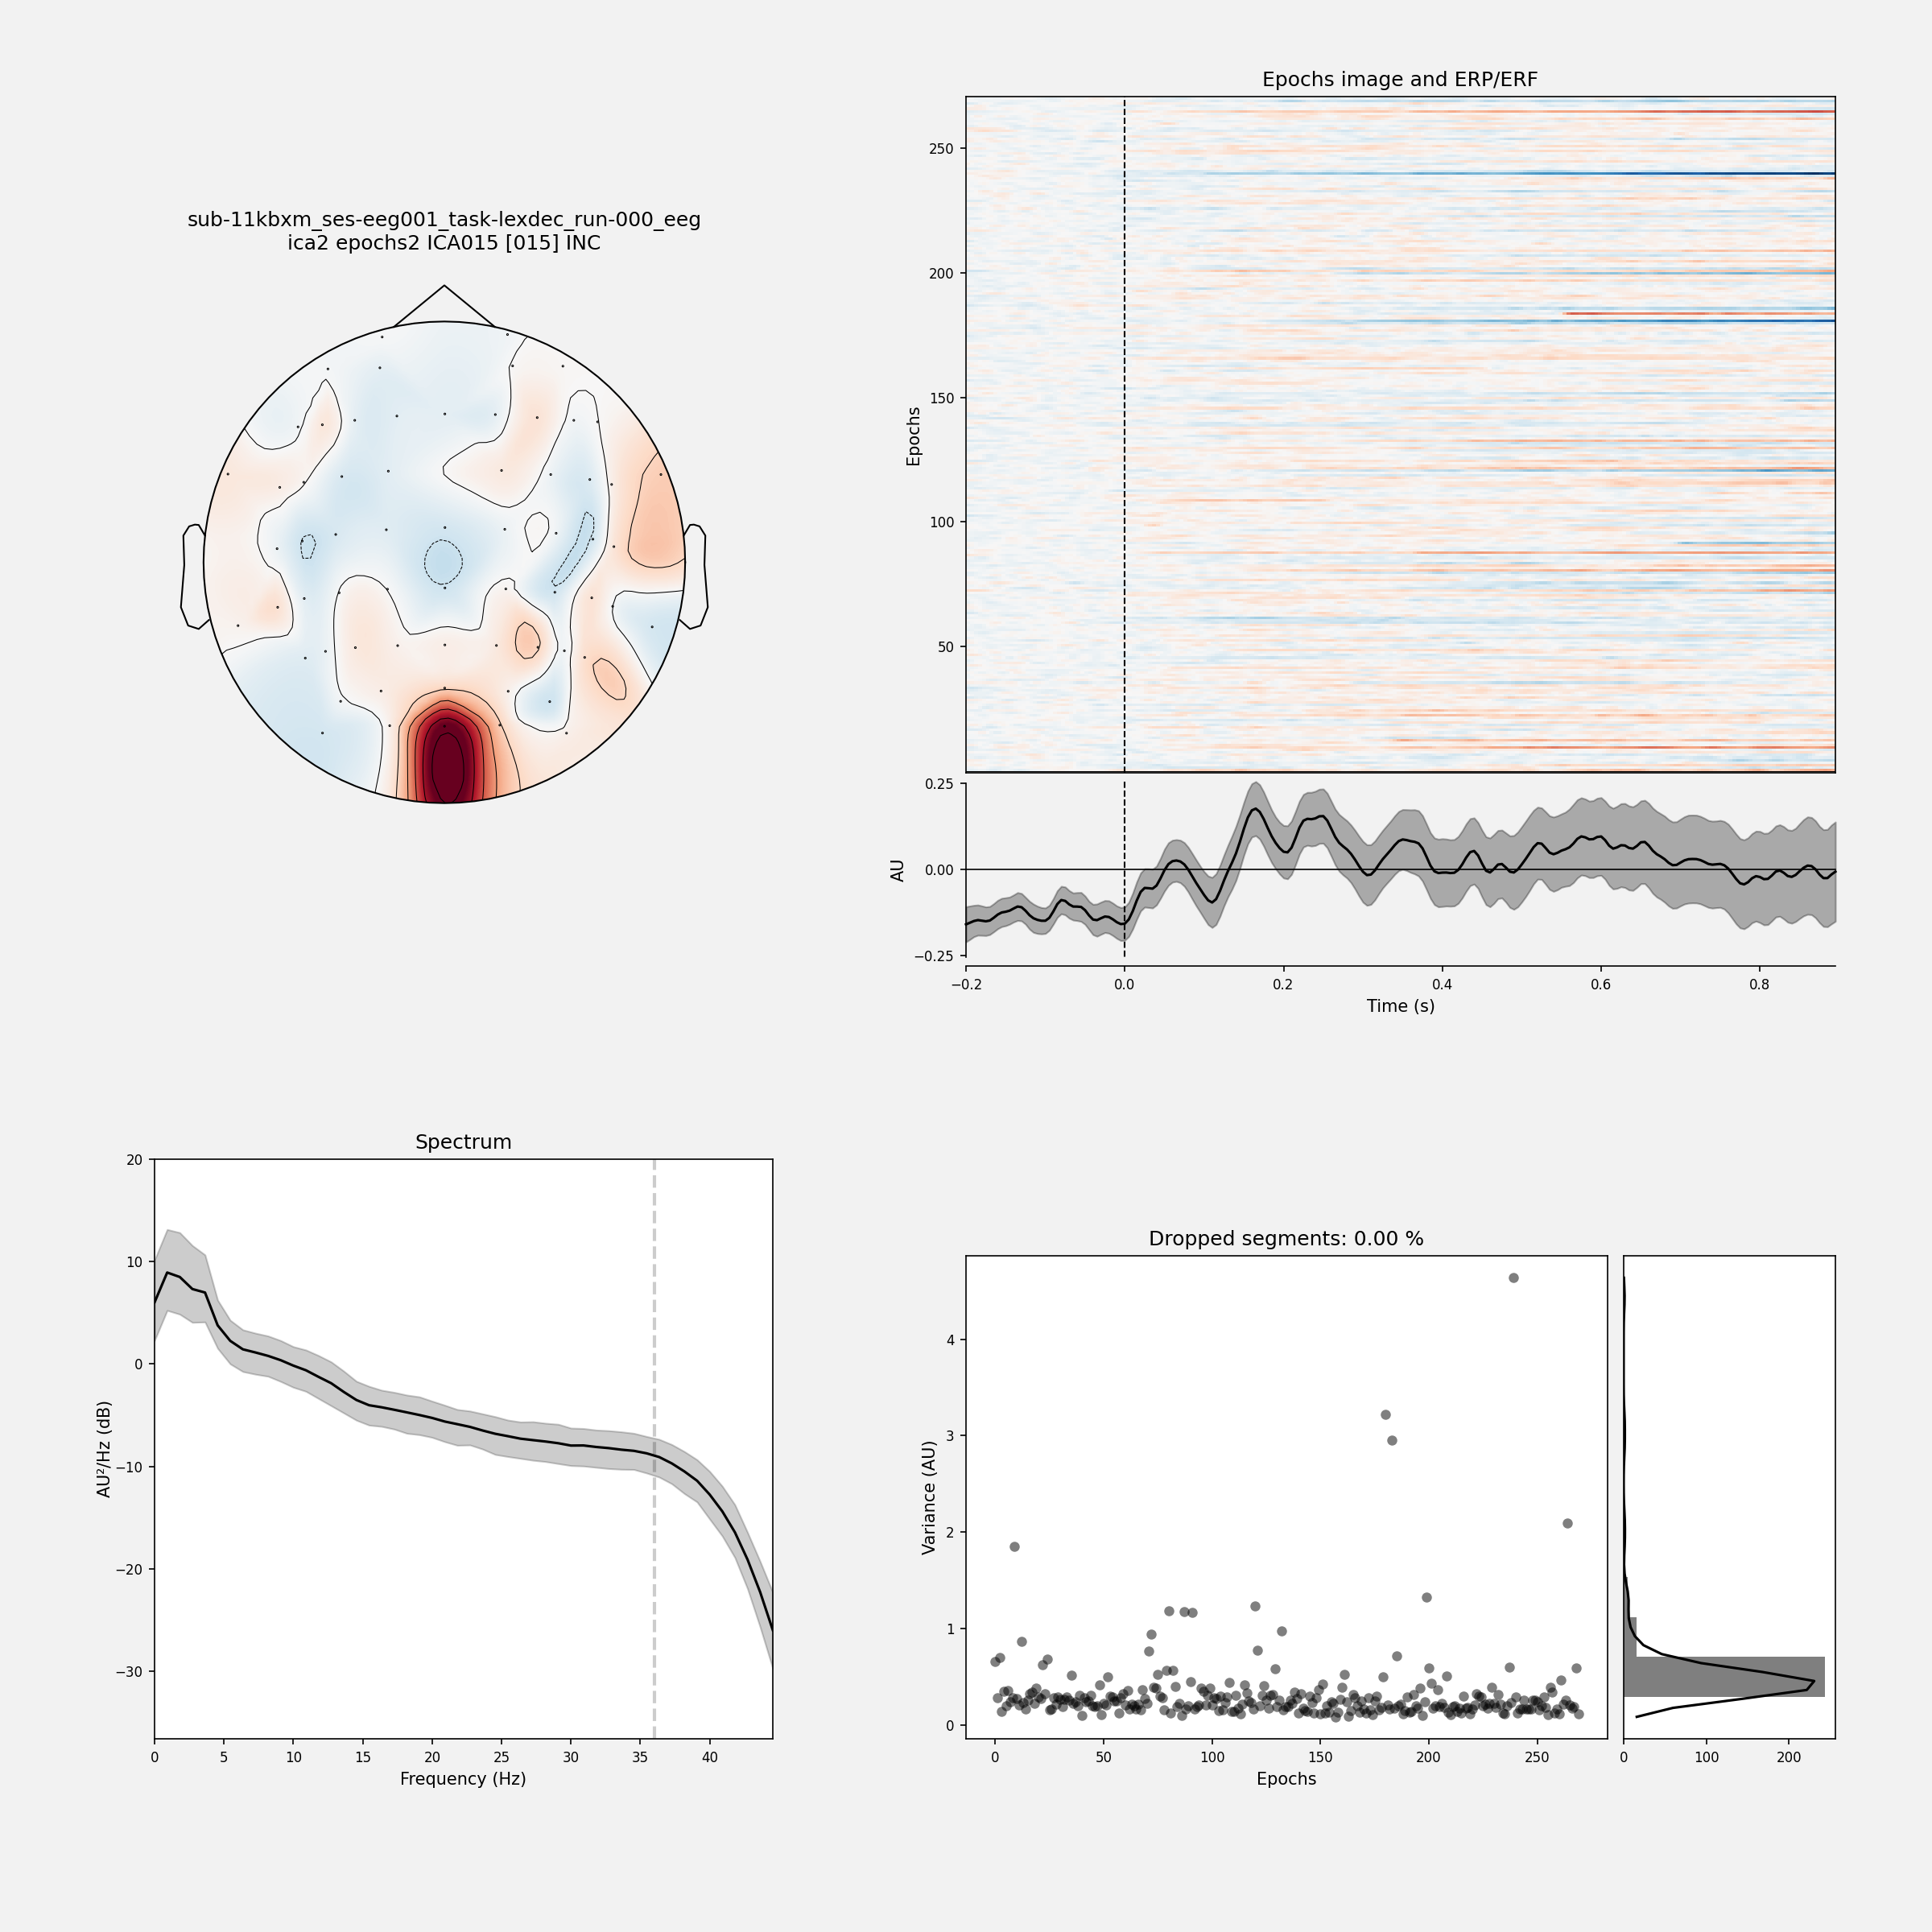 sub-11kbxm_ses-eeg001_task-lexdec_run-000_eeg
ica2 epochs2 ICA015 [015] INC
Epochs image and ERP/ERF
Epochs
250
200
150
100
50
AU
0.25
0.00
−0.25
−0.2 0.0 0.2 0.4 0.6 0.8
Time (s)
Spectrum
AU²/Hz (dB)
20
10
0
−10
−20
−30
0 5 10 15 20 25 30 35 40
Frequency (Hz)
Dropped segments: 0.00 %
Variance (AU)
4
3
2
1
0
0 50 100 150 200 250
Epochs
0 100 200